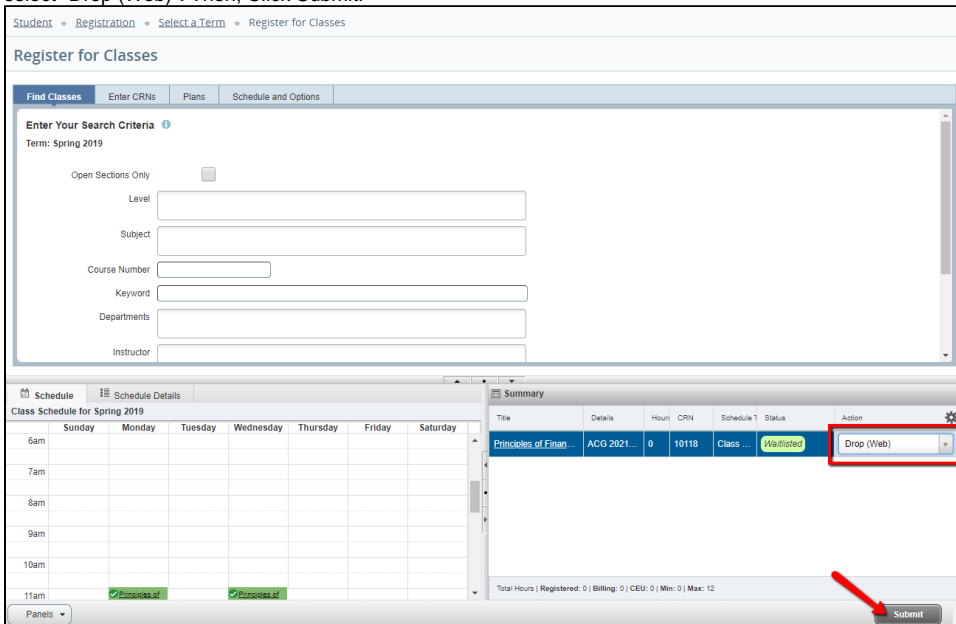 select "Drop (Web)". Then, Click Submit.
Student Registration Select a Term Register for Classes
Register for Classes
Find Classes Enter CRNs Plans Schedule and Options
Enter Your Search Criteria
Term: Spring 2019
Open Sections Only
Level
Subject
Course Number
Keyword
Departments
Instructor
Schedule Schedule Details
Class Schedule for Spring 2019
Sunday Monday Tuesday Wednesday Thursday Friday Saturday
6am
7am
8am
9am
10am
11am Principles of Principles of
Summary
Title Details Hours CRN Schedule T Status Action
Principles of Finan... ACG 2021... 0 10118 Class ... Waitlisted Drop (Web)
Total Hours | Registered: 0 | Billing: 0 | CEU: 0 | Min: 0 | Max: 12
Panels
Submit